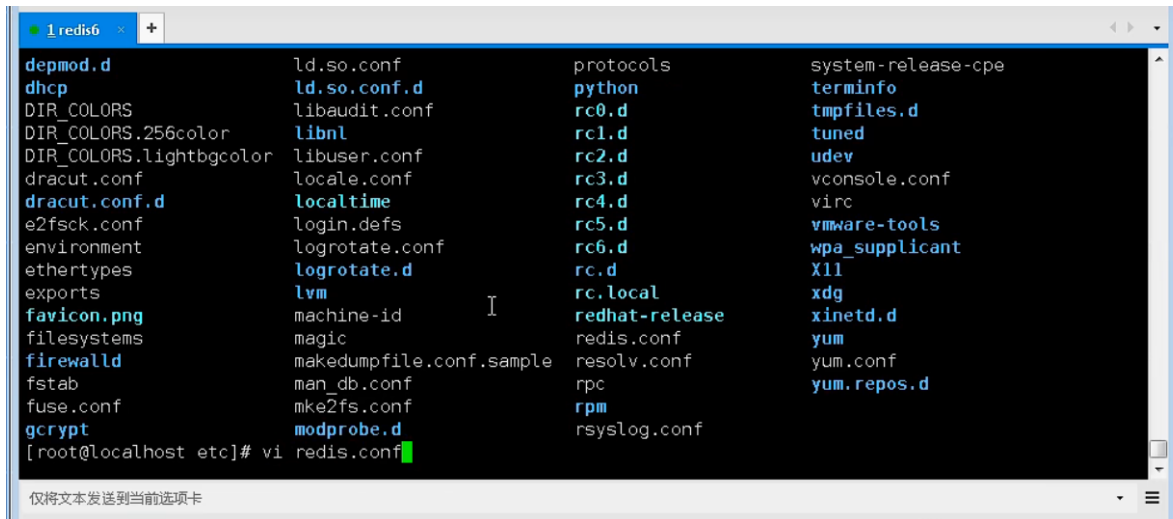 1 redis6 × +
depmod.d ld.so.conf protocols system-release-cpe
dhcp ld.so.conf.d python terminfo
DIR_COLORS libaudit.conf rc0.d tmpfiles.d
DIR_COLORS.256color libnl rc1.d tuned
DIR_COLORS.lightbgcolor libuser.conf rc2.d udev
dracut.conf locale.conf rc3.d vconsole.conf
dracut.conf.d localtime rc4.d virc
e2fsck.conf login.defs rc5.d vmware-tools
environment logrotate.conf rc6.d wpa_supplicant
ethertypes logrotate.d rc.d X11
exports lvm rc.local xdg
favicon.png machine-id redhat-release xinetd.d
filesystems magic redis.conf yum
firewalld makedumpfile.conf.sample resolv.conf yum.conf
fstab man_db.conf rpc yum.repos.d
fuse.conf mke2fs.conf rpm
gcrypt modprobe.d rsyslog.conf
[root@localhost etc]# vi redis.conf
仅将文本发送到当前选项卡